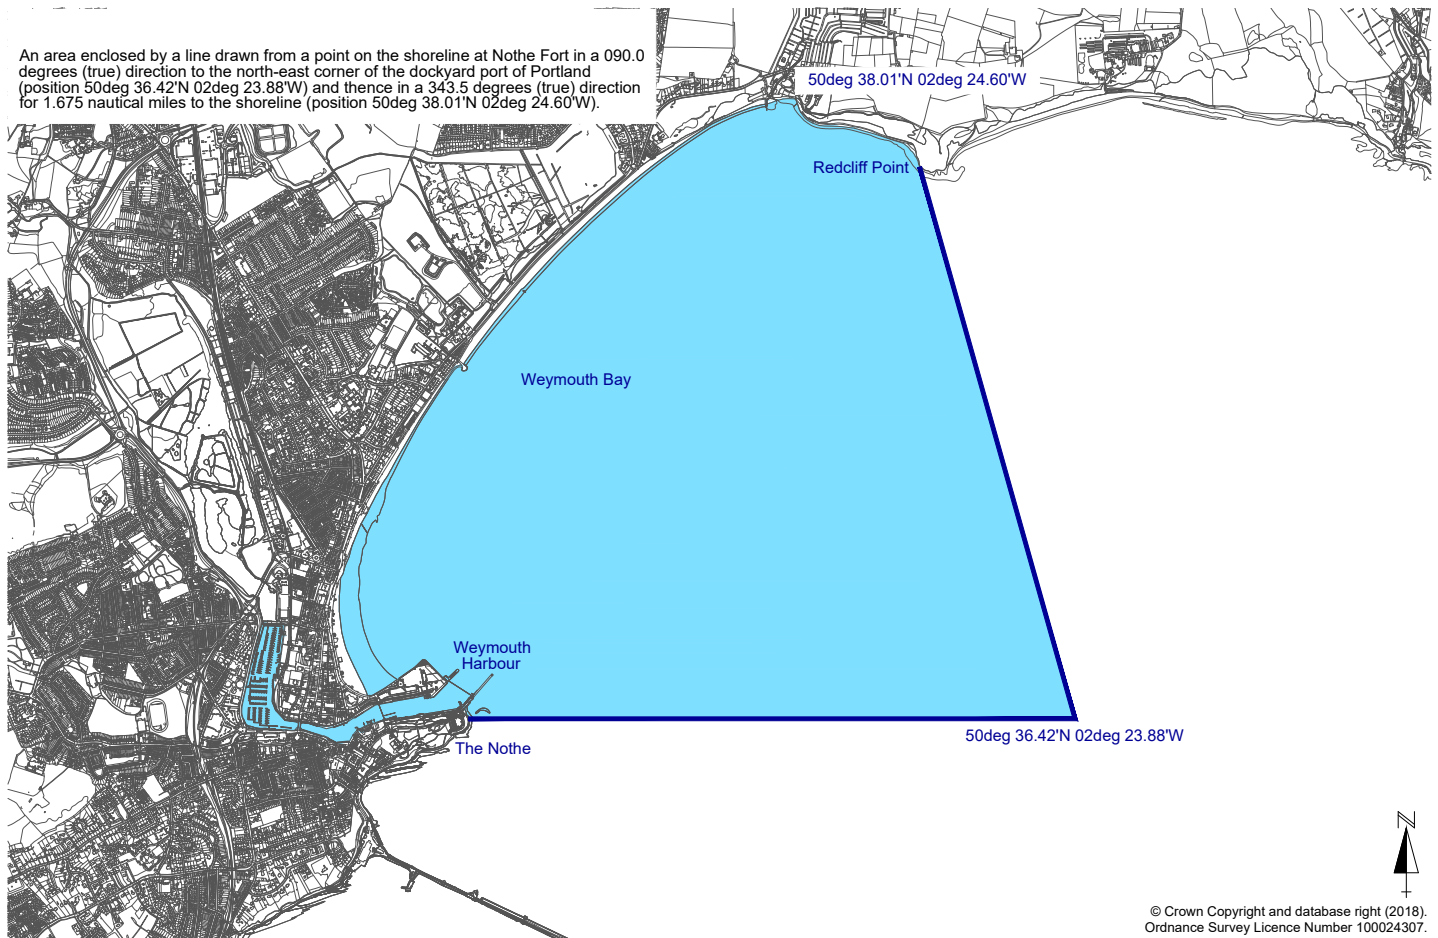 An area enclosed by a line drawn from a point on the shoreline at Nothe Fort in a 090.0
degrees (true) direction to the north-east corner of the dockyard port of Portland
(position 50deg 36.42'N 02deg 23.88'W) and thence in a 343.5 degrees (true) direction
for 1.675 nautical miles to the shoreline (position 50deg 38.01'N 02deg 24.60'W).
50deg 38.01'N 02deg 24.60'W
Redcliff Point
Weymouth Bay
Weymouth
Harbour
The Nothe
50deg 36.42'N 02deg 23.88'W
N
© Crown Copyright and database right (2018).
Ordnance Survey Licence Number 100024307.